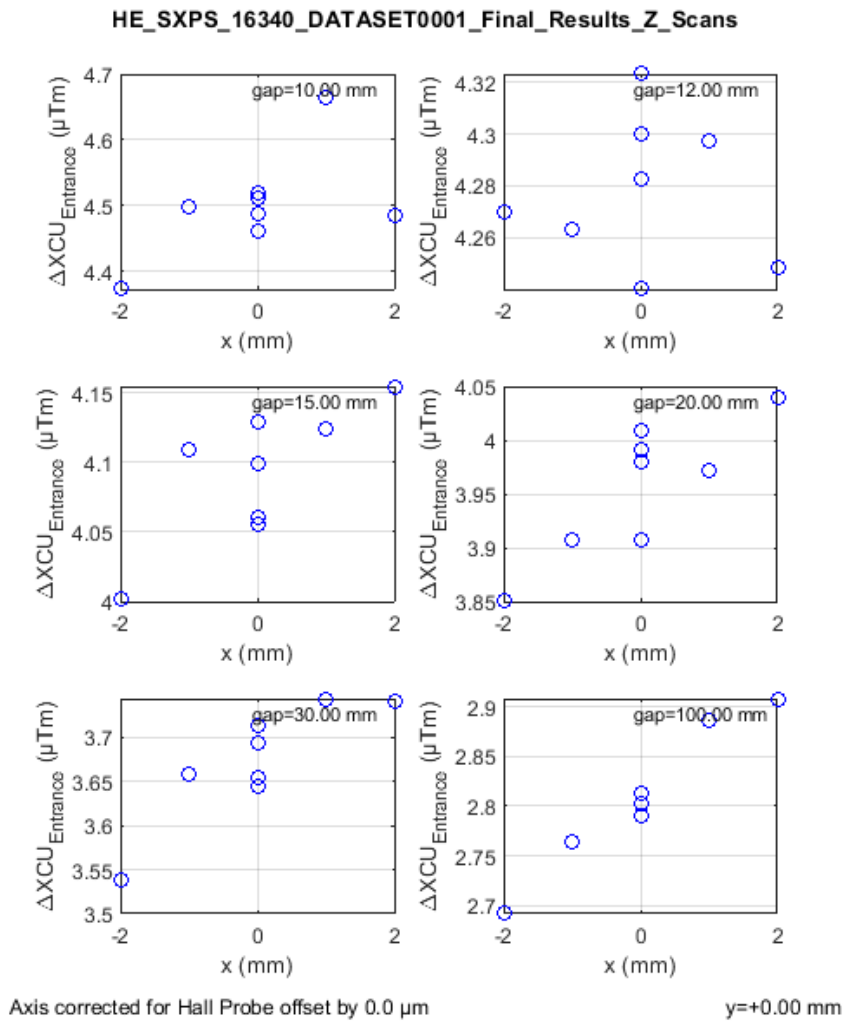 HE_SXPS_16340_DATASET0001_Final_Results_Z_Scans
ΔXCU_Entrance (μTm)
4.7
4.6
4.5
4.4
gap=10.00 mm
-2 0 2
x (mm)
ΔXCU_Entrance (μTm)
4.32
4.3
4.28
4.26
gap=12.00 mm
-2 0 2
x (mm)
ΔXCU_Entrance (μTm)
4.15
4.1
4.05
4
gap=15.00 mm
-2 0 2
x (mm)
ΔXCU_Entrance (μTm)
4.05
4
3.95
3.9
3.85
gap=20.00 mm
-2 0 2
x (mm)
ΔXCU_Entrance (μTm)
3.7
3.65
3.6
3.55
3.5
gap=30.00 mm
-2 0 2
x (mm)
ΔXCU_Entrance (μTm)
2.9
2.85
2.8
2.75
2.7
gap=100.00 mm
-2 0 2
x (mm)
Axis corrected for Hall Probe offset by 0.0 μm
y=+0.00 mm